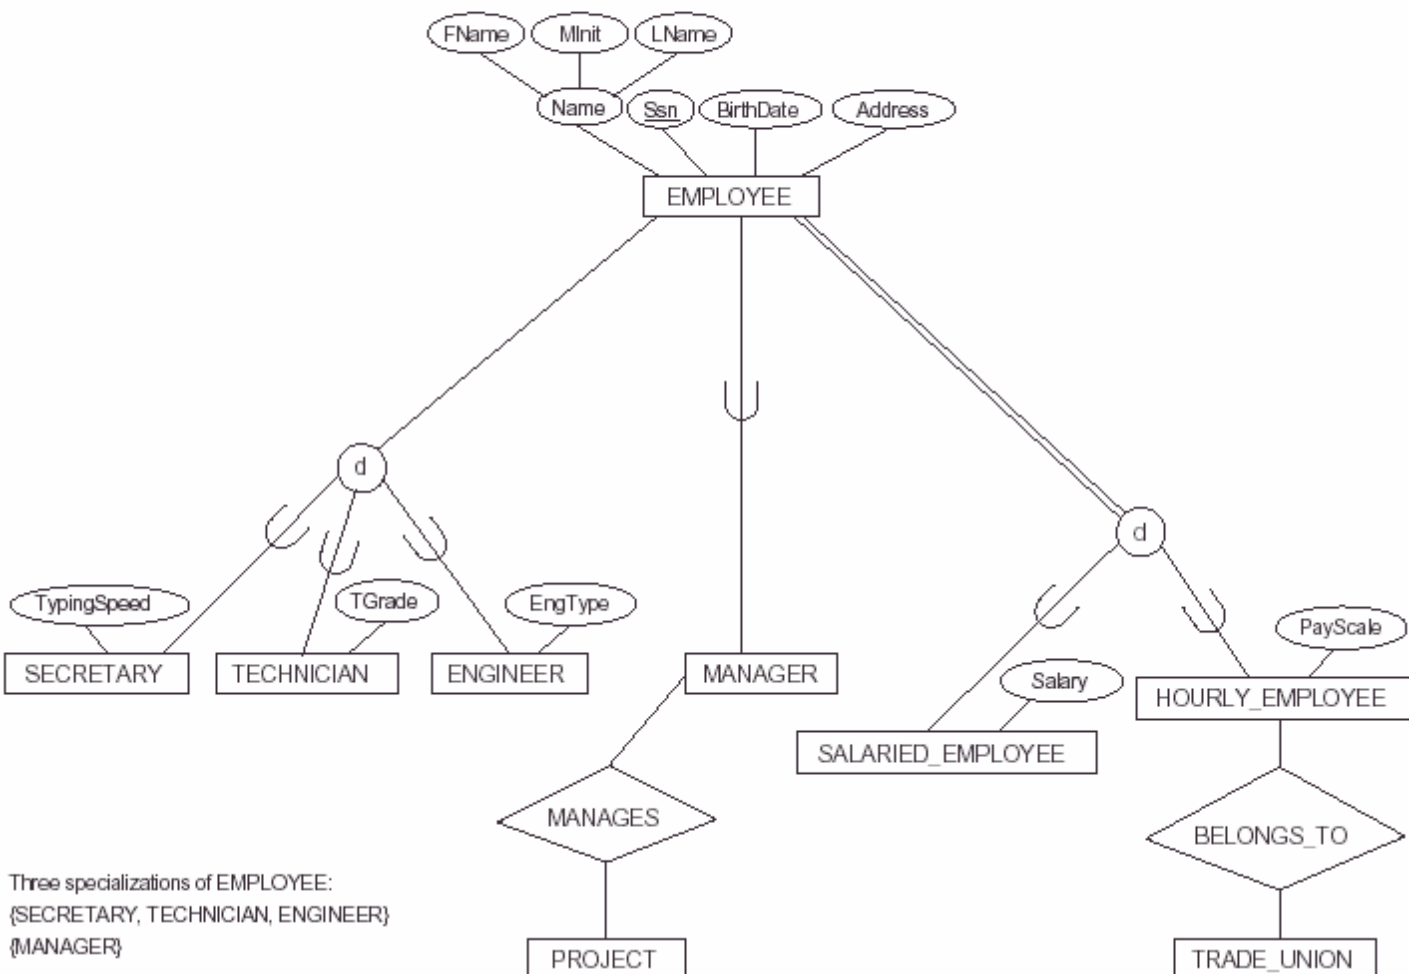 FName MInit LName
Name Ssn BirthDate Address
EMPLOYEE
d
d
TypingSpeed TGrade EngType PayScale
SECRETARY TECHNICIAN ENGINEER MANAGER Salary HOURLY_EMPLOYEE
SALARIED_EMPLOYEE
MANAGES
BELONGS_TO
Three specializations of EMPLOYEE:
{SECRETARY, TECHNICIAN, ENGINEER}
{MANAGER}
PROJECT TRADE_UNION